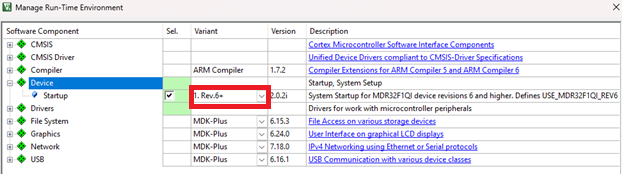 Manage Run-Time Environment
Software Component Sel. Variant Version Description
CMSIS Cortex Microcontroller Software Interface Components
CMSIS Driver Unified Device Drivers compliant to CMSIS-Driver Specifications
Compiler ARM Compiler 1.7.2 Compiler Extensions for ARM Compiler 5 and ARM Compiler 6
Device Startup, System Setup
Startup 1. Rev.6+ 2.0.2i System Startup for MDR32F1QI device revisions 6 and higher. Defines USE_MDR32F1QI_REV6
Drivers Drivers for work with microcontroller peripherals
File System MDK-Plus 6.15.3 File Access on various storage devices
Graphics MDK-Plus 6.24.0 User Interface on graphical LCD displays
Network MDK-Plus 7.18.0 IPv4 Networking using Ethernet or Serial protocols
USB MDK-Plus 6.16.1 USB Communication with various device classes